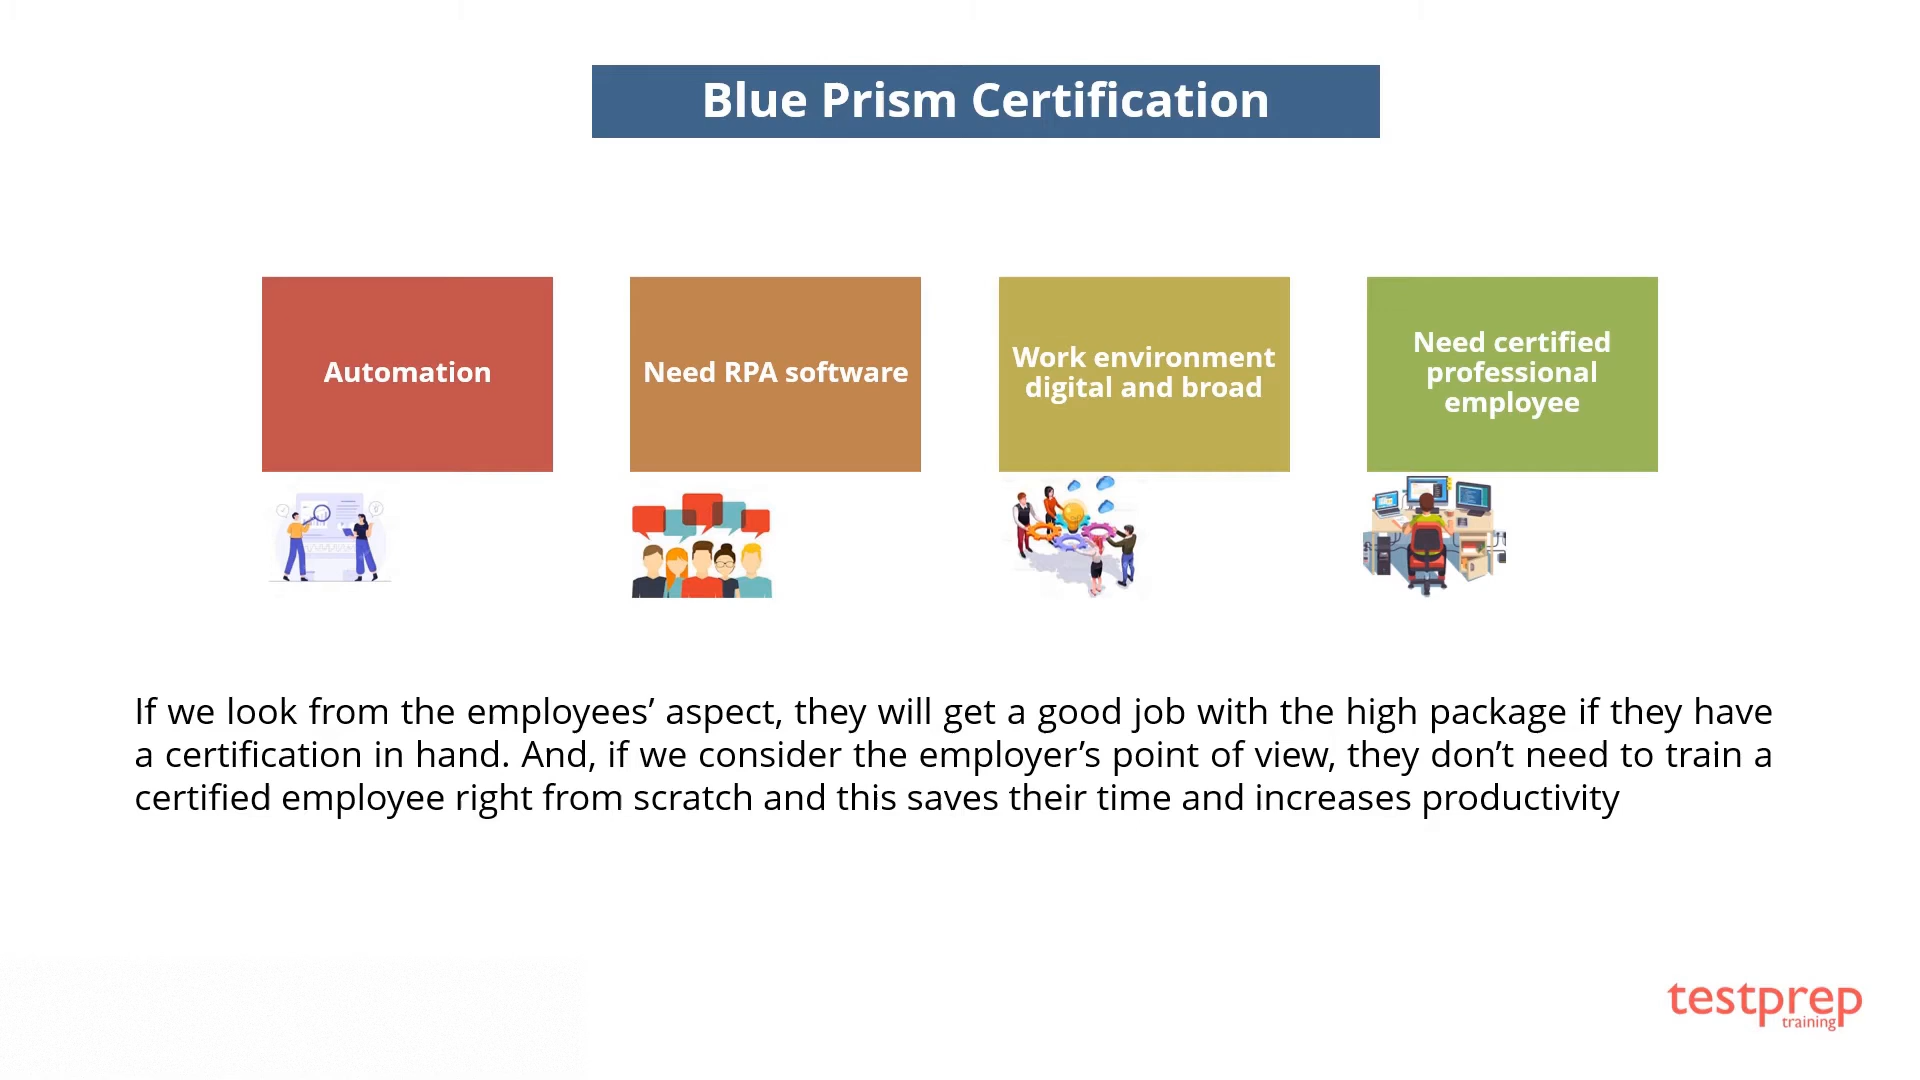 Blue Prism Certification
Automation
Need RPA software
Work environment
digital and broad
Need certified
professional
employee
If we look from the employees’ aspect, they will get a good job with the high package if they have
a certification in hand. And, if we consider the employer’s point of view, they don’t need to train a
certified employee right from scratch and this saves their time and increases productivity
testprep
training